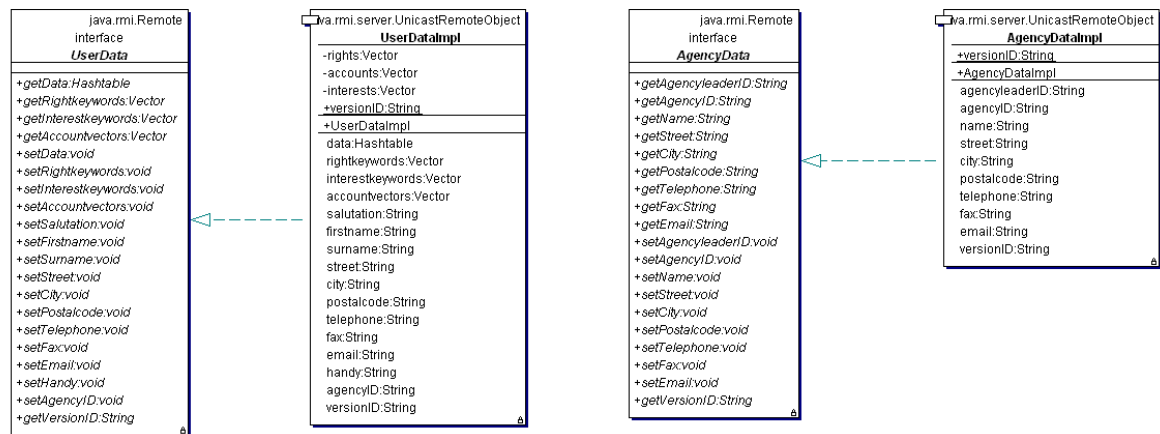 java.rmi.Remote
interface
UserData
+getData:Hashtable
+getRightkeywords:Vector
+getInterestkeywords:Vector
+getAccountvectors:Vector
+setData:void
+setRightkeywords:void
+setInterestkeywords:void
+setAccountvectors:void
+setSalutation:void
+setFirstname:void
+setSurname:void
+setStreet:void
+setCity:void
+setPostalcode:void
+setTelephone:void
+setFax:void
+setEmail:void
+setHandy:void
+setAgencyID:void
+getVersionID:String
va.rmi.server.UnicastRemoteObject
UserDataImpl
-rights:Vector
-accounts:Vector
-interests:Vector
+versionID:String
+UserDataImpl
data:Hashtable
rightkeywords:Vector
interestkeywords:Vector
accountvectors:Vector
salutation:String
firstname:String
surname:String
street:String
city:String
postalcode:String
telephone:String
fax:String
email:String
handy:String
agencyID:String
versionID:String
java.rmi.Remote
interface
AgencyData
+getAgencyleaderID:String
+getAgencyID:String
+getName:String
+getStreet:String
+getCity:String
+getPostalcode:String
+getTelephone:String
+getFax:String
+getEmail:String
+setAgencyleaderID:void
+setAgencyID:void
+setName:void
+setStreet:void
+setCity:void
+setPostalcode:void
+setTelephone:void
+setFax:void
+setEmail:void
+getVersionID:String
va.rmi.server.UnicastRemoteObject
AgencyDataImpl
+versionID:String
+AgencyDataImpl
agencyleaderID:String
agencyID:String
name:String
street:String
city:String
postalcode:String
telephone:String
fax:String
email:String
versionID:String